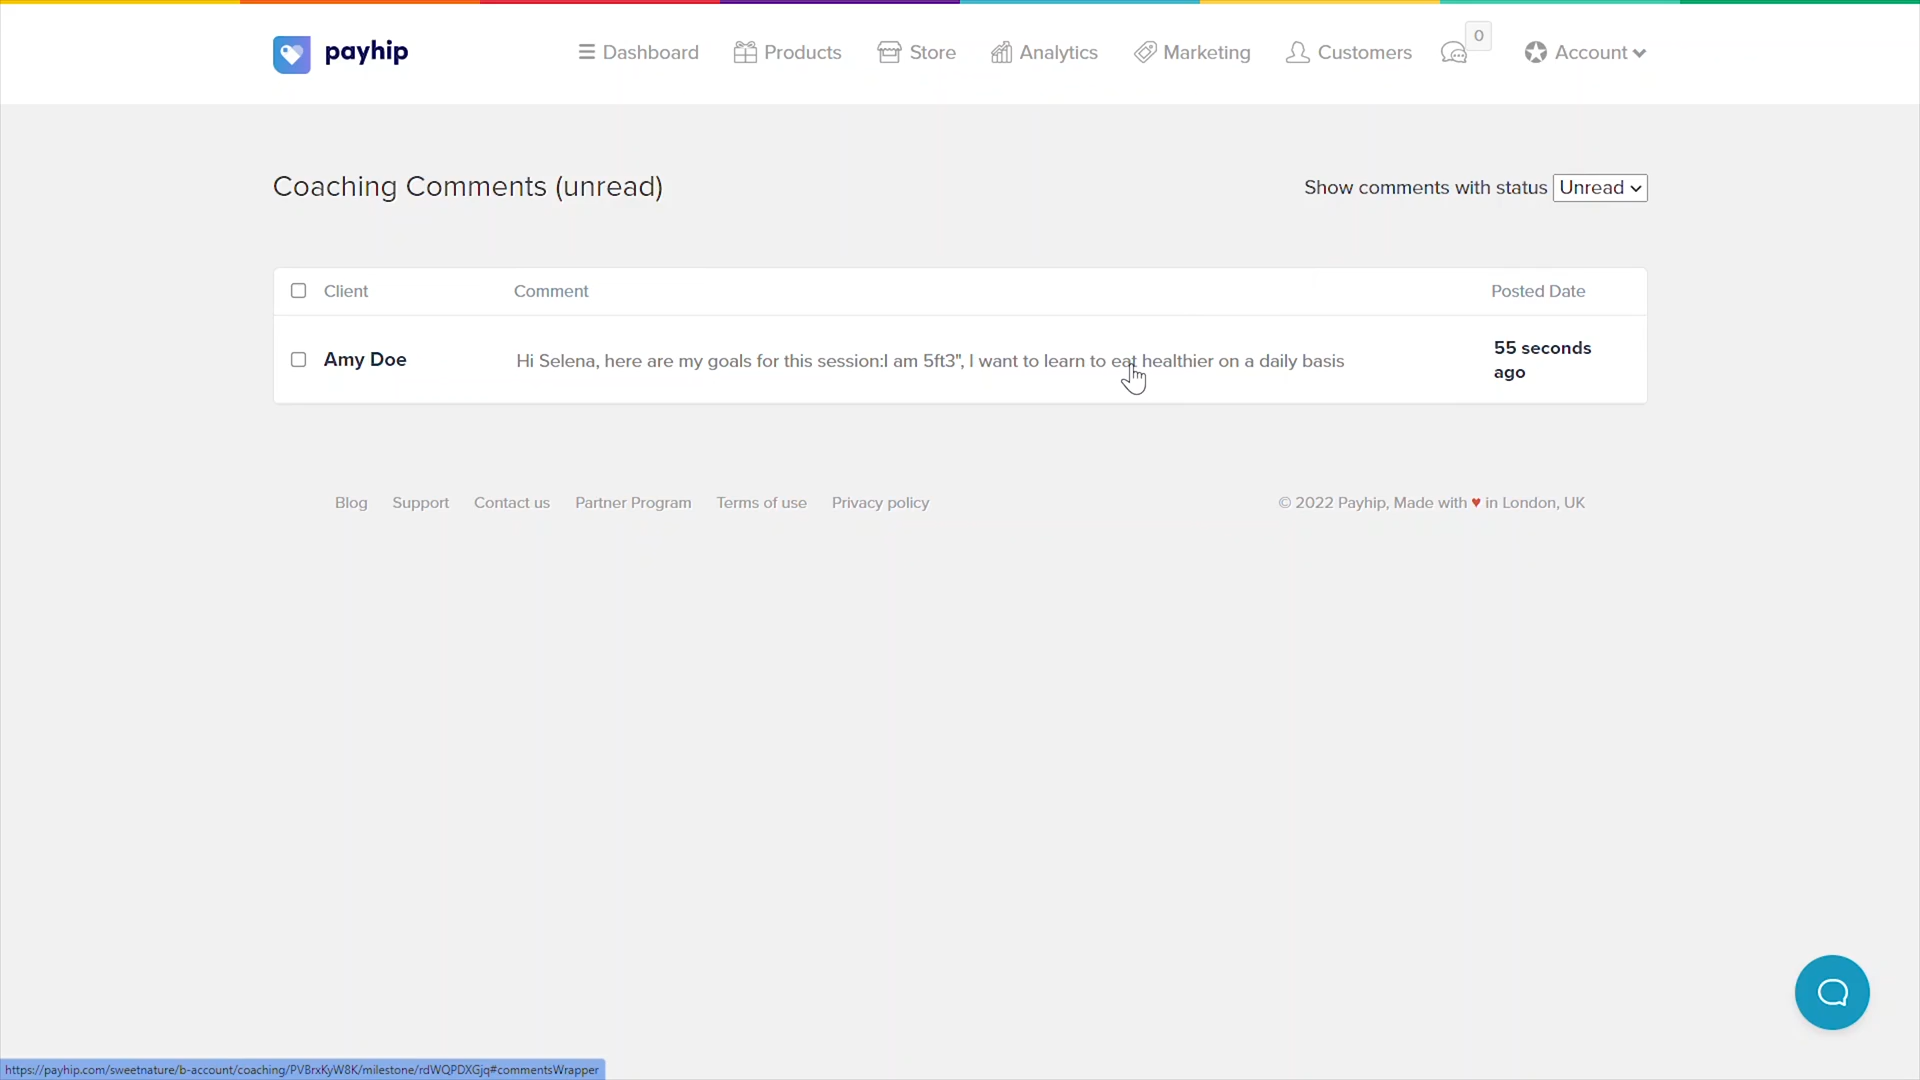 payhip
Dashboard
Products
Store
Analytics
Marketing
Customers
0
Account
Coaching Comments (unread)
Show comments with status Unread
Client Comment Posted Date
Amy Doe
Hi Selena, here are my goals for this session:I am 5ft3", I want to learn to eat healthier on a daily basis
55 seconds
ago
Blog Support Contact us Partner Program Terms of use Privacy policy
© 2022 Payhip, Made with ♥ in London, UK
https://payhip.com/sweetnature/b-account/coaching/PVBrxKyW8K/milestone/rdWQPDXGjq#commentsWrapper